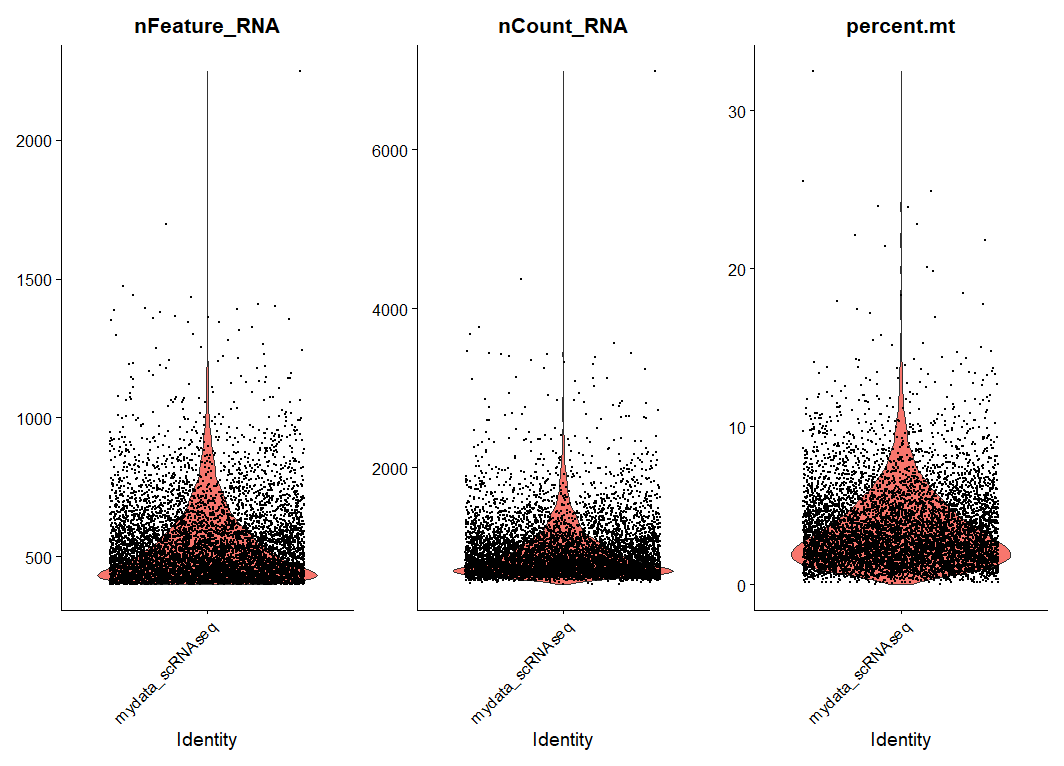 nFeature_RNA
2000
1500
1000
500
mydata_scRNAseq
Identity
nCount_RNA
6000
4000
2000
mydata_scRNAseq
Identity
percent.mt
30
20
10
0
mydata_scRNAseq
Identity